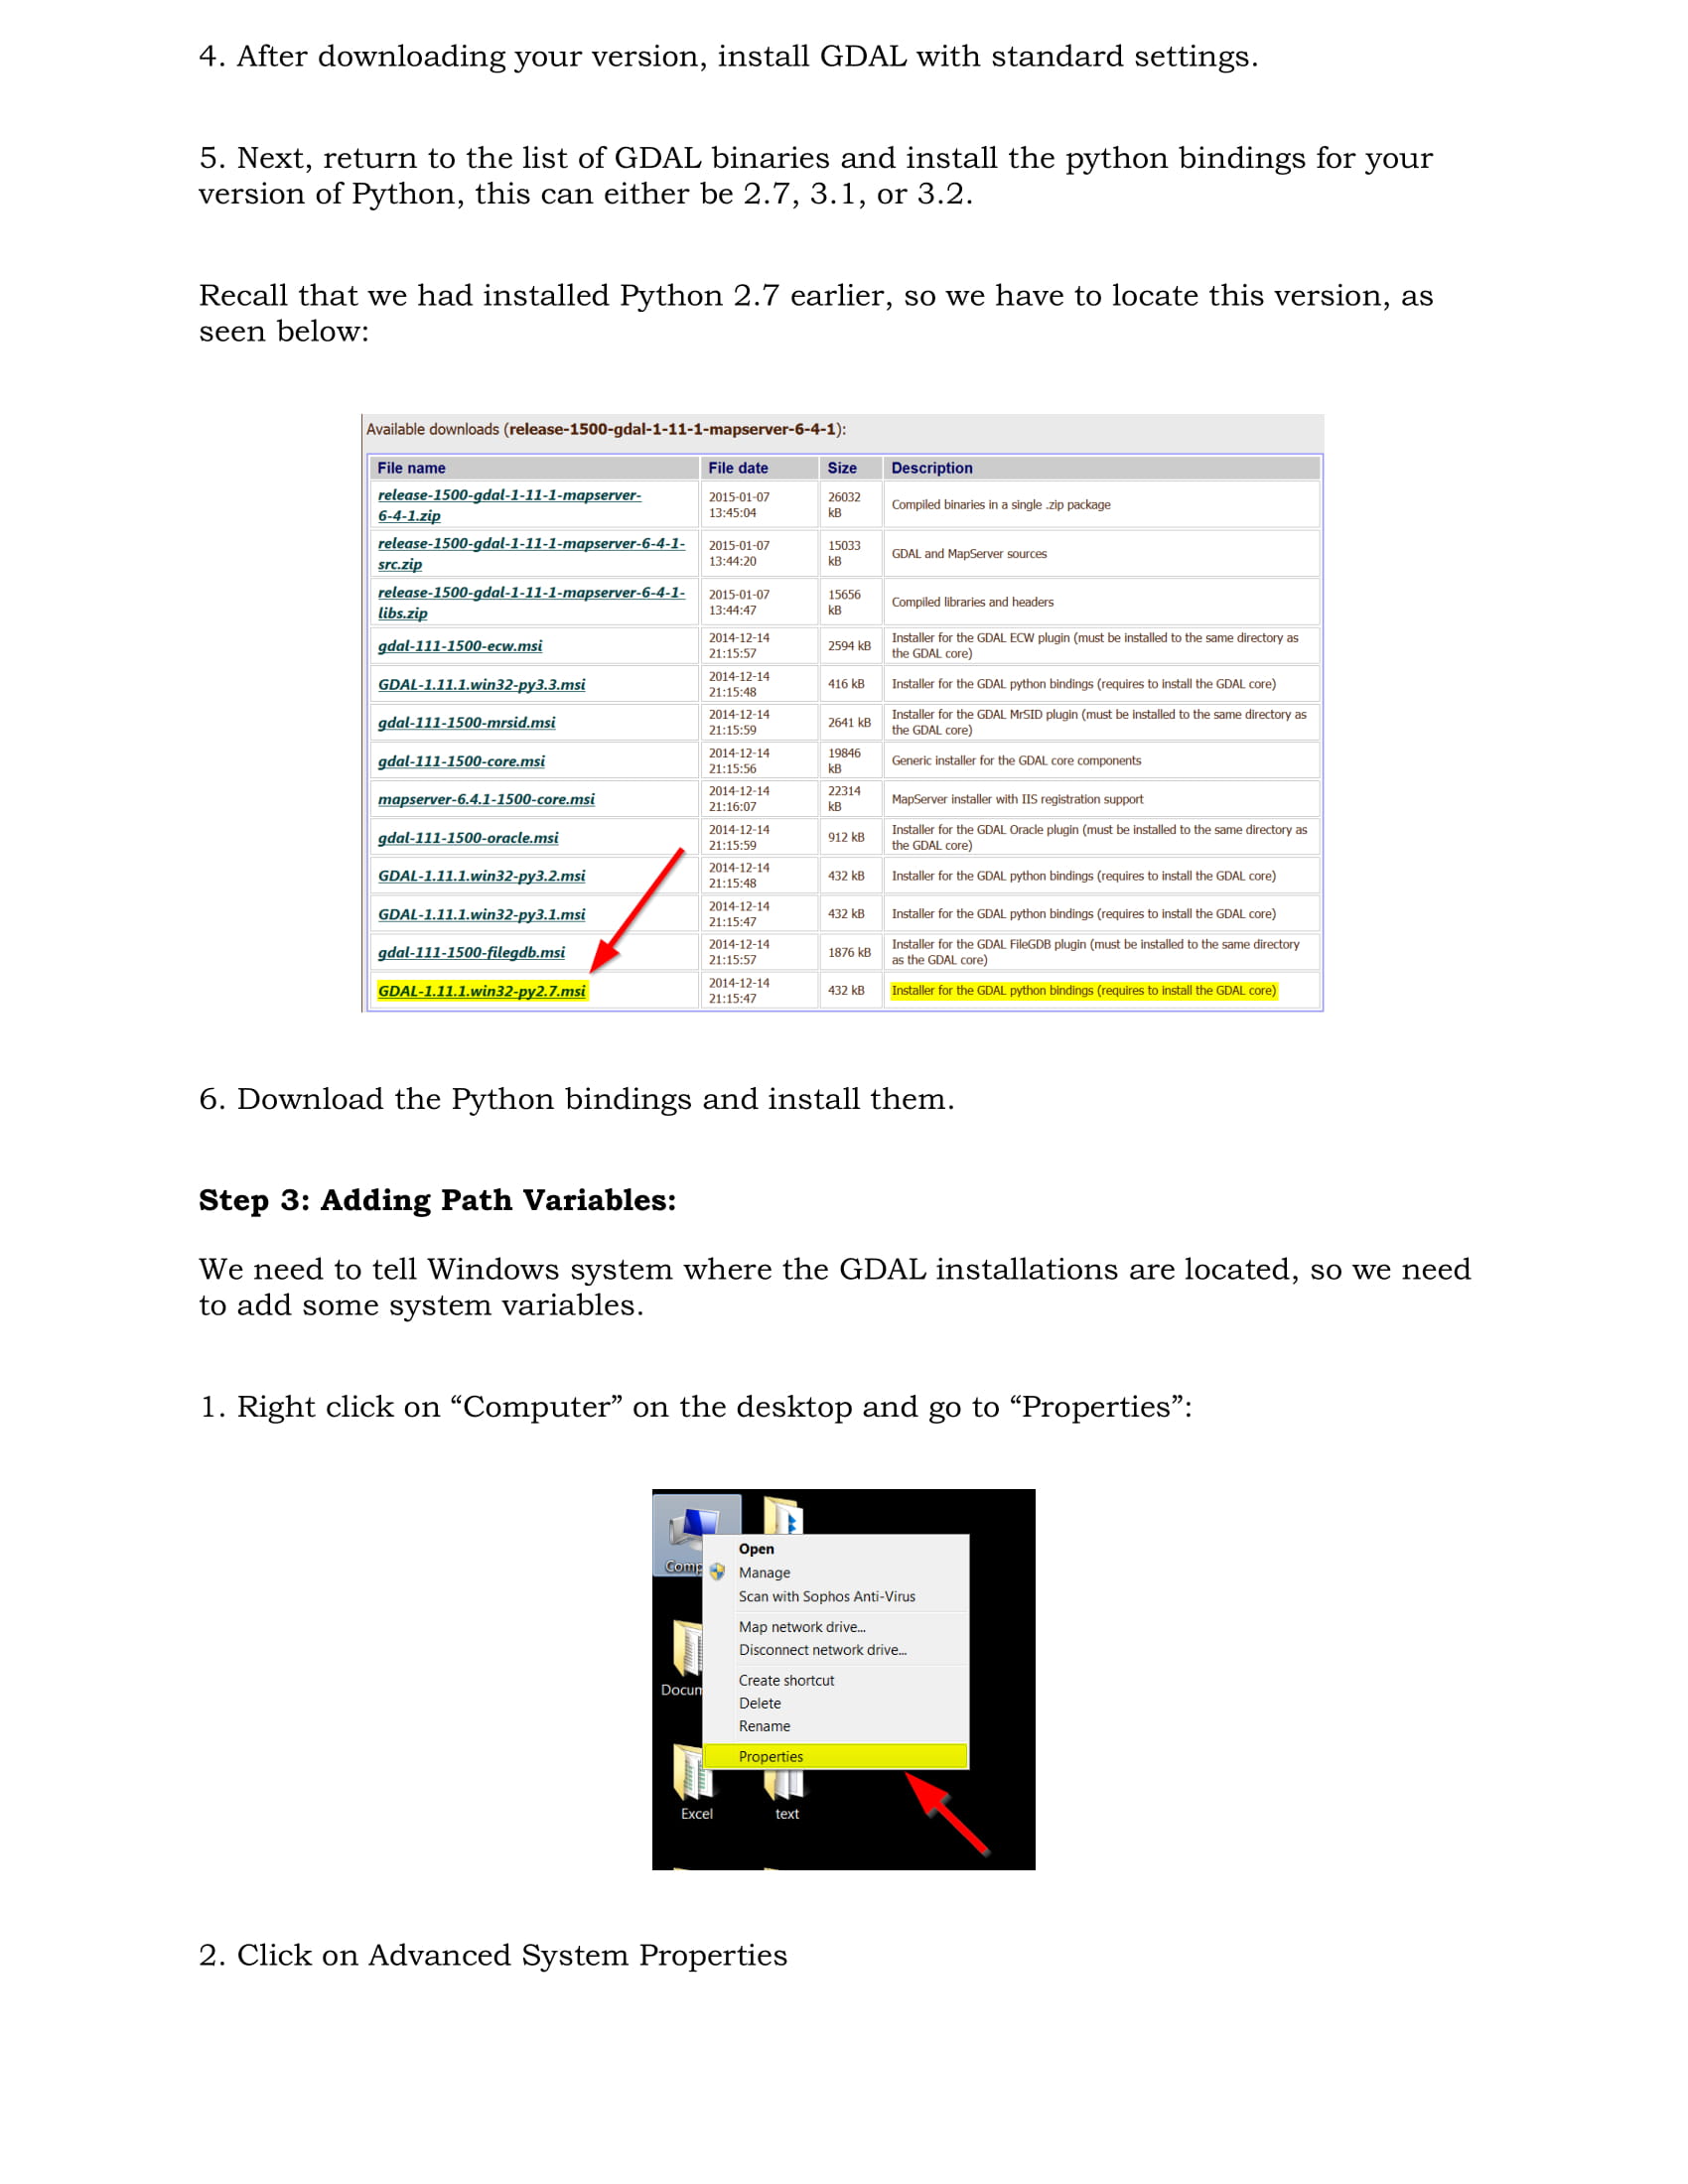 4. After downloading your version, install GDAL with standard settings.
5. Next, return to the list of GDAL binaries and install the python bindings for your
version of Python, this can either be 2.7, 3.1, or 3.2.
Recall that we had installed Python 2.7 earlier, so we have to locate this version, as
seen below:
Available downloads (release-1500-gdal-1-11-1-mapserver-6-4-1):
File name File date Size Description
release-1500-gdal-1-11-1-mapserver-
6-4-1.zip
2015-01-07
13:45:04
26032
kB
Compiled binaries in a single .zip package
release-1500-gdal-1-11-1-mapserver-6-4-1-
src.zip
2015-01-07
13:44:20
15033
kB
GDAL and MapServer sources
release-1500-gdal-1-11-1-mapserver-6-4-1-
libs.zip
2015-01-07
13:44:47
15656
kB
Compiled libraries and headers
gdal-111-1500-ecw.msi
2014-12-14
21:15:57
2594 kB
Installer for the GDAL ECW plugin (must be installed to the same directory as
the GDAL core)
GDAL-1.11.1.win32-py3.3.msi
2014-12-14
21:15:48
416 kB
Installer for the GDAL python bindings (requires to install the GDAL core)
gdal-111-1500-mrsid.msi
2014-12-14
21:15:59
2641 kB
Installer for the GDAL MrSID plugin (must be installed to the same directory as
the GDAL core)
gdal-111-1500-core.msi
2014-12-14
21:15:56
19846
kB
Generic installer for the GDAL core components
mapserver-6.4.1-1500-core.msi
2014-12-14
21:16:07
22314
kB
MapServer installer with IIS registration support
gdal-111-1500-oracle.msi
2014-12-14
21:15:59
912 kB
Installer for the GDAL Oracle plugin (must be installed to the same directory as
the GDAL core)
GDAL-1.11.1.win32-py3.2.msi
2014-12-14
21:15:48
432 kB
Installer for the GDAL python bindings (requires to install the GDAL core)
GDAL-1.11.1.win32-py3.1.msi
2014-12-14
21:15:47
432 kB
Installer for the GDAL python bindings (requires to install the GDAL core)
gdal-111-1500-filegdb.msi
2014-12-14
21:15:57
1876 kB
Installer for the GDAL FileGDB plugin (must be installed to the same directory
as the GDAL core)
GDAL-1.11.1.win32-py2.7.msi
2014-12-14
21:15:47
432 kB
Installer for the GDAL python bindings (requires to install the GDAL core)
6. Download the Python bindings and install them.
Step 3: Adding Path Variables:
We need to tell Windows system where the GDAL installations are located, so we need
to add some system variables.
1. Right click on “Computer” on the desktop and go to “Properties”:
Comp
Open
Manage
Scan with Sophos Anti-Virus
Map network drive...
Disconnect network drive...
Create shortcut
Delete
Rename
Properties
Docum
Excel
text
2. Click on Advanced System Properties